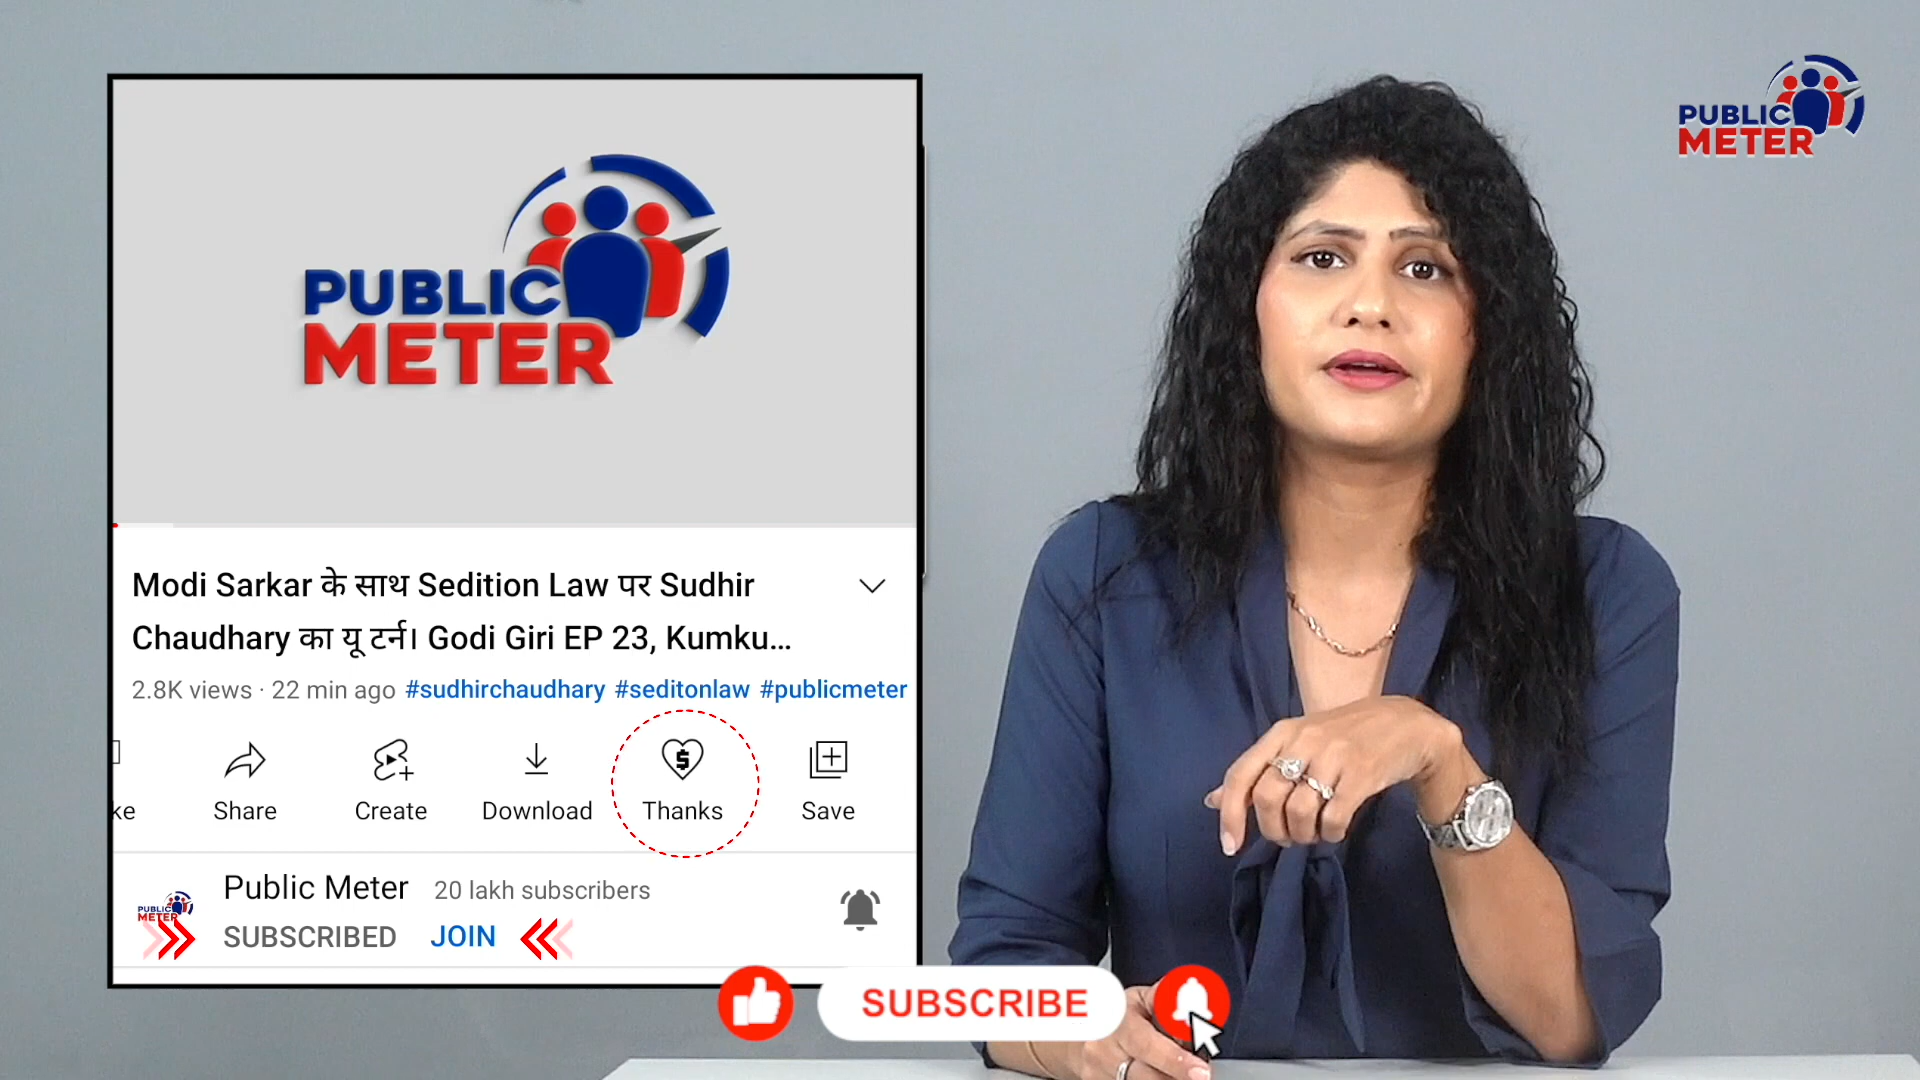 PUBLIC
METER
PUBLIC
METER
Modi Sarkar के साथ Sedition Law पर Sudhir
Chaudhary का यू टर्न। Godi Giri EP 23, Kumku...
2.8K views · 22 min ago #sudhirchaudhary #seditonlaw #publicmeter
ke
Share
Create
Download
Thanks
Save
Public Meter 20 lakh subscribers
PUBLIC
METER
SUBSCRIBED JOIN
SUBSCRIBE